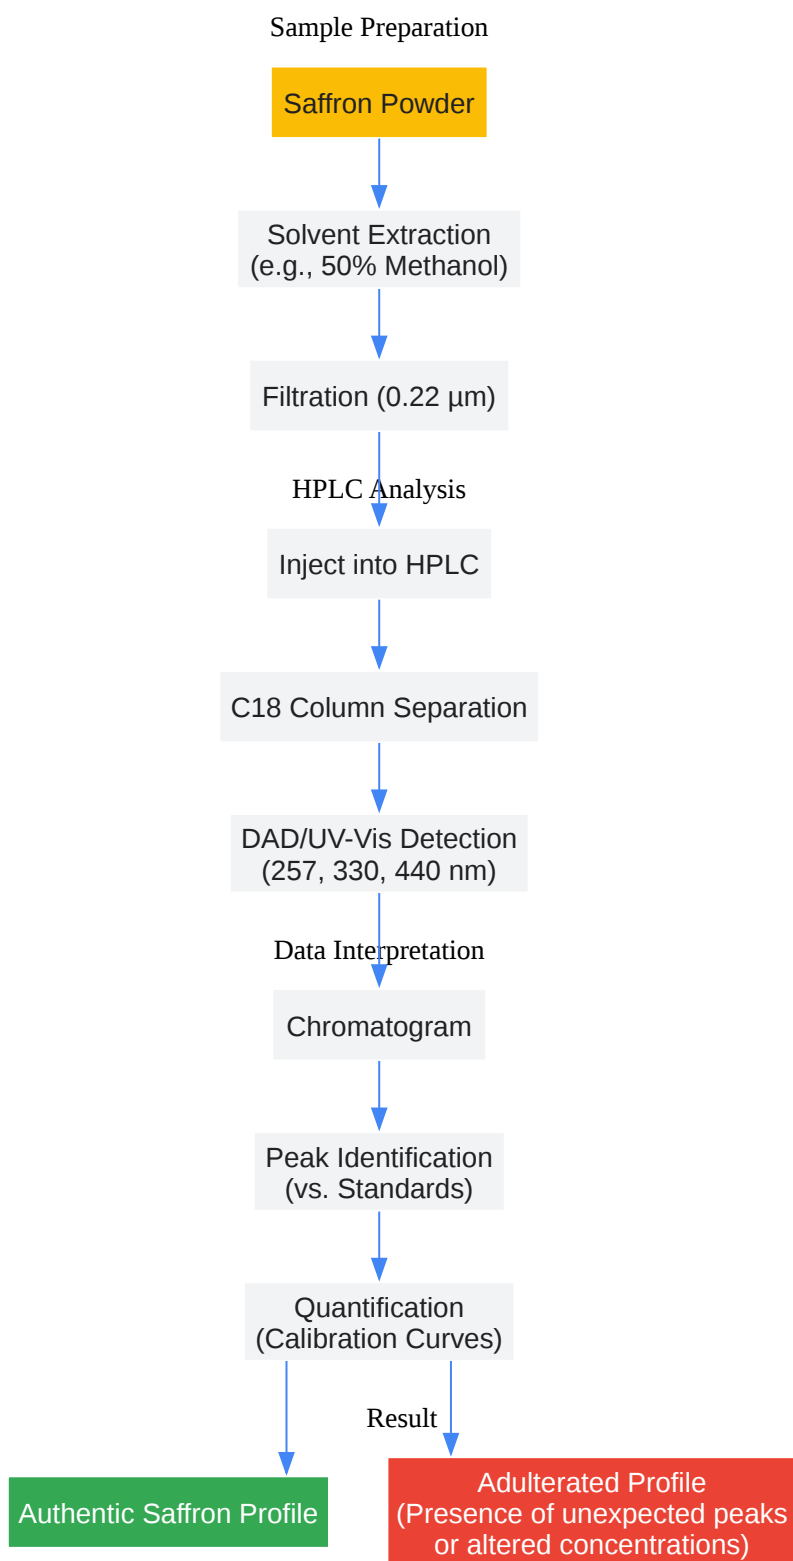 Sample Preparation
Saffron Powder
Solvent Extraction
(e.g., 50% Methanol)
Filtration (0.22 µm)
HPLC Analysis
Inject into HPLC
C18 Column Separation
DAD/UV-Vis Detection
(257, 330, 440 nm)
Data Interpretation
Chromatogram
Peak Identification
(vs. Standards)
Quantification
(Calibration Curves)
Result
Authentic Saffron Profile
Adulterated Profile
(Presence of unexpected peaks
or altered concentrations)